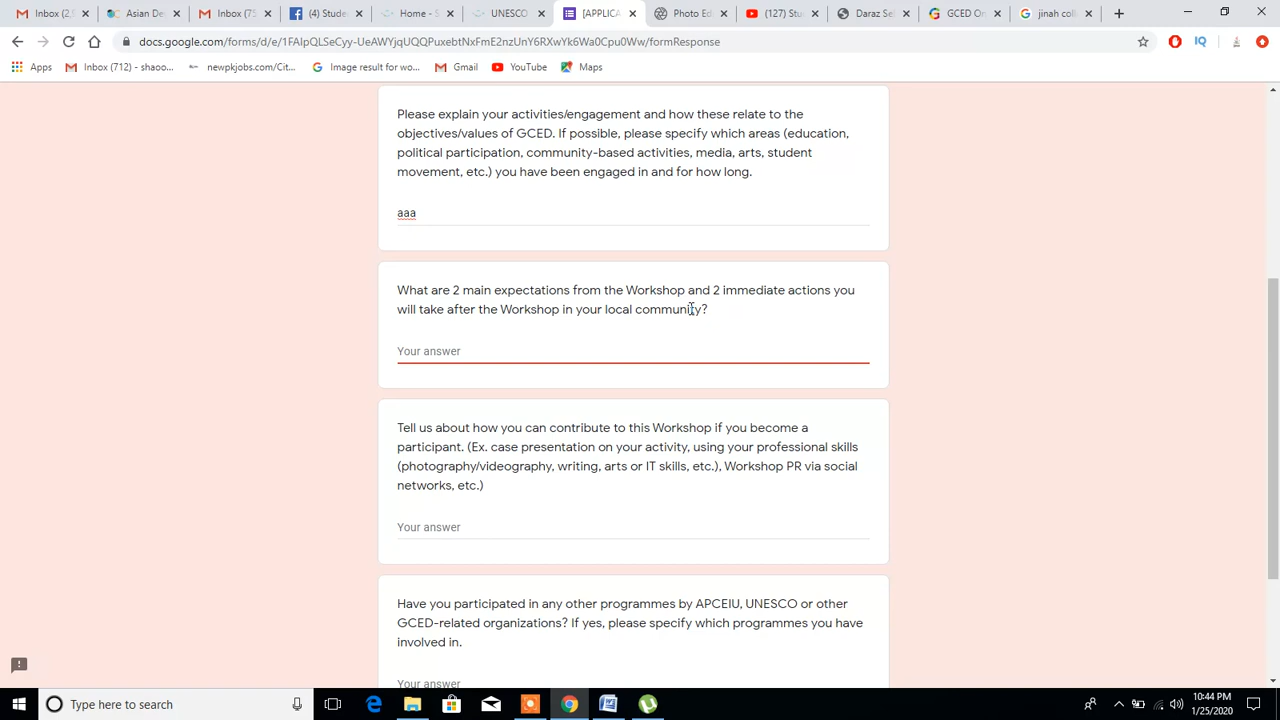 Inbox (2,5
Asian De
Inbox (75
(4) Stude
Home - S
UNESCO
[APPLICA
Photo Ed
(127) Stu
Daraz Sel
GCED On
jinah coll
docs.google.com/forms/d/e/1FAIpQLSeCyy-UeAWYjqUQQPuxebtNxFmE2nzUnY6RXwYk6Wa0Cpu0Ww/formResponse
IQ
Apps
Inbox (712) - shaoo...
newpkjobs.com/Cit...
Image result for wo...
Gmail
YouTube
Maps
Please explain your activities/engagement and how these relate to the
objectives/values of GCED. If possible, please specify which areas (education,
political participation, community-based activities, media, arts, student
movement, etc.) you have been engaged in and for how long.
aaa
What are 2 main expectations from the Workshop and 2 immediate actions you
will take after the Workshop in your local community?
Your answer
Tell us about how you can contribute to this Workshop if you become a
participant. (Ex. case presentation on your activity, using your professional skills
(photography/videography, writing, arts or IT skills, etc.), Workshop PR via social
networks, etc.)
Your answer
Have you participated in any other programmes by APCEIU, UNESCO or other
GCED-related organizations? If yes, please specify which programmes you have
involved in.
Your answer
Type here to search
10:44 PM
1/25/2020